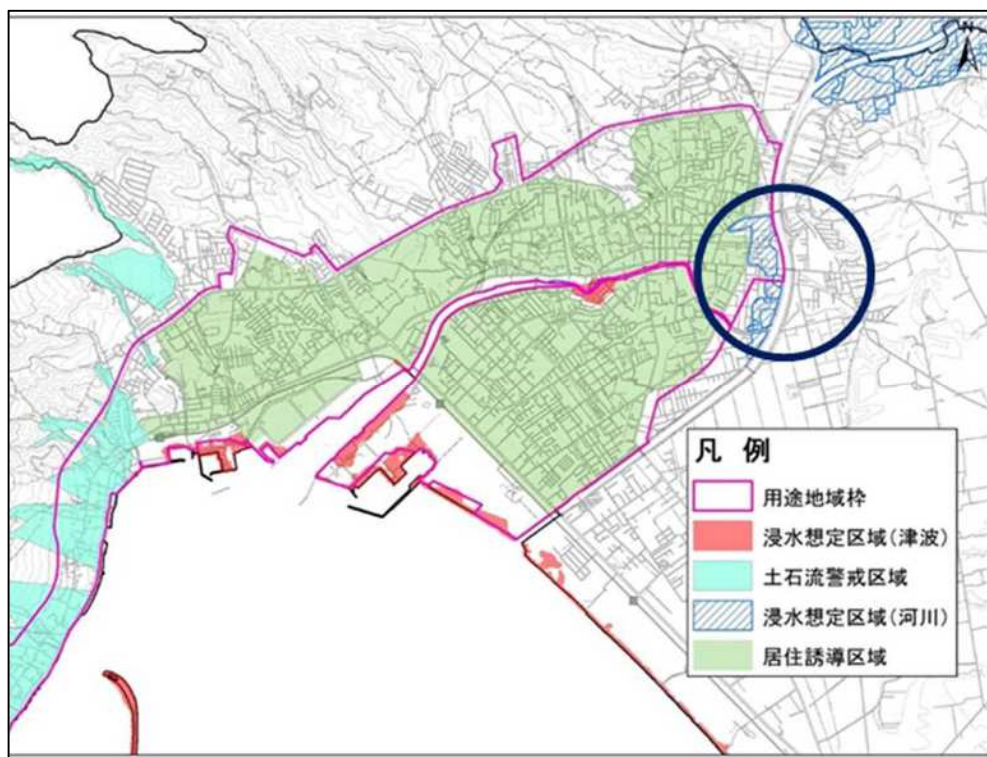 N
凡 例
用途地域枠
浸水想定区域(津波)
土石流警戒区域
浸水想定区域(河川)
居住誘導区域